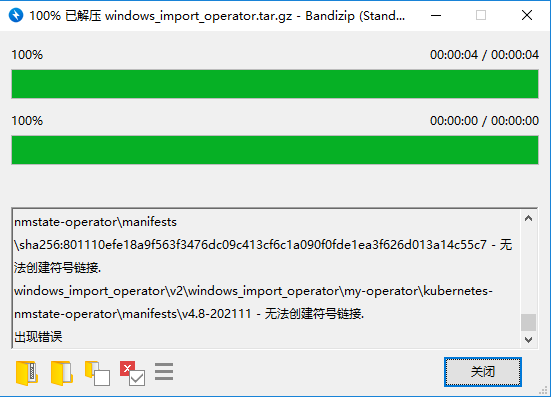 100% 已解压 windows_import_operator.tar.gz - Bandizip (Stand...
100% 00:00:04 / 00:00:04
100% 00:00:00 / 00:00:00
nmstate-operator\manifests
\sha256:801110efe18a9f563f3476dc09c413cf6c1a090f0fde1ea3f626d013a14c55c7 - 无
法创建符号链接.
windows_import_operator\v2\windows_import_operator\my-operator\kubernetes-
nmstate-operator\manifests\v4.8-202111 - 无法创建符号链接.
出现错误
关闭